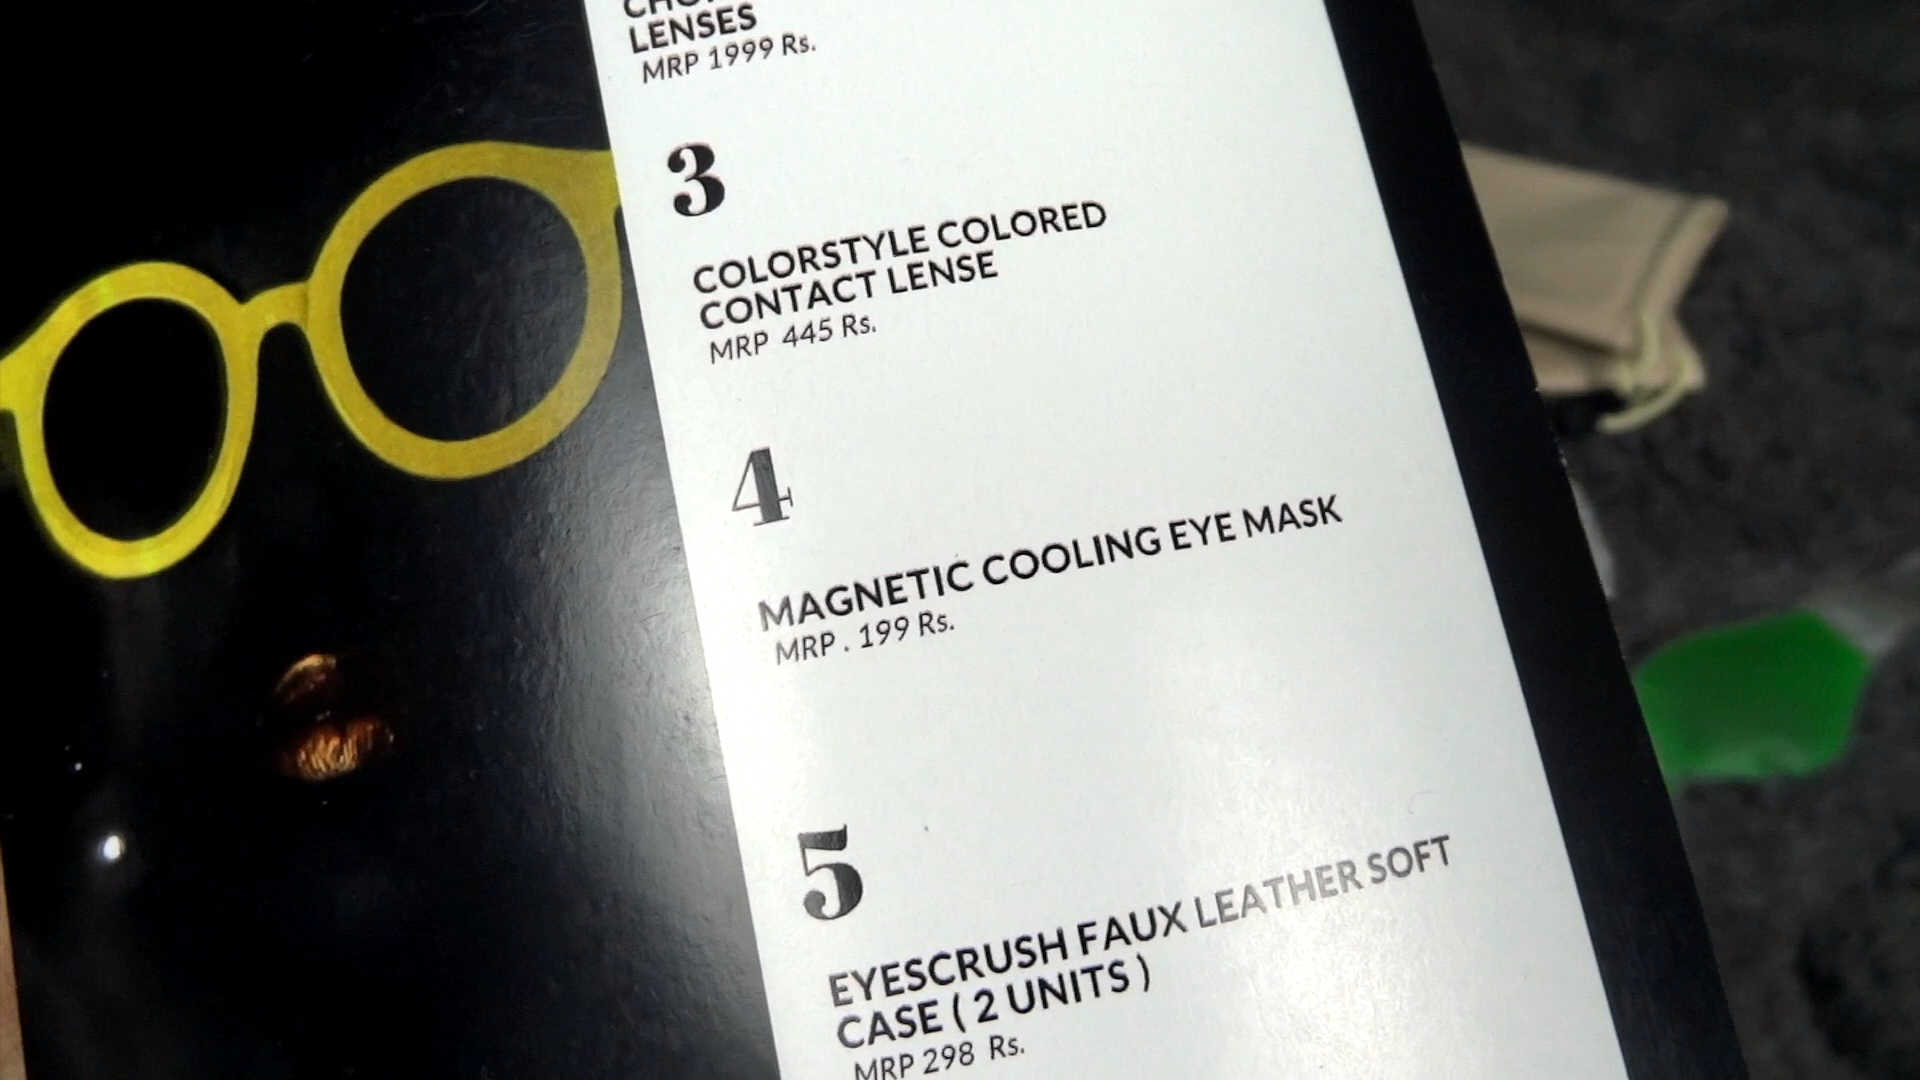 LENSES
MRP 1999 Rs.
3
COLORSTYLE COLORED
CONTACT LENSE
MRP 445 Rs.
4
MAGNETIC COOLING EYE MASK
MRP . 199 Rs.
5
EYESCRUSH FAUX LEATHER SOFT
CASE ( 2 UNITS )
MRP 298 Rs.